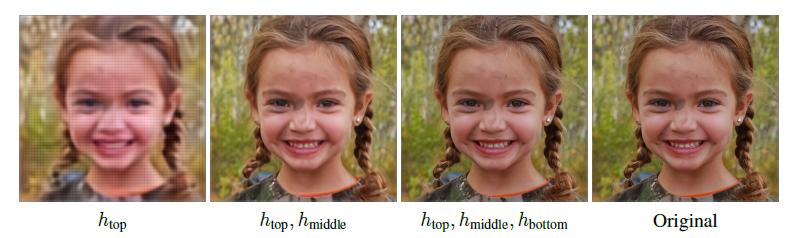 h_top
h_top, h_middle
h_top, h_middle, h_bottom
Original